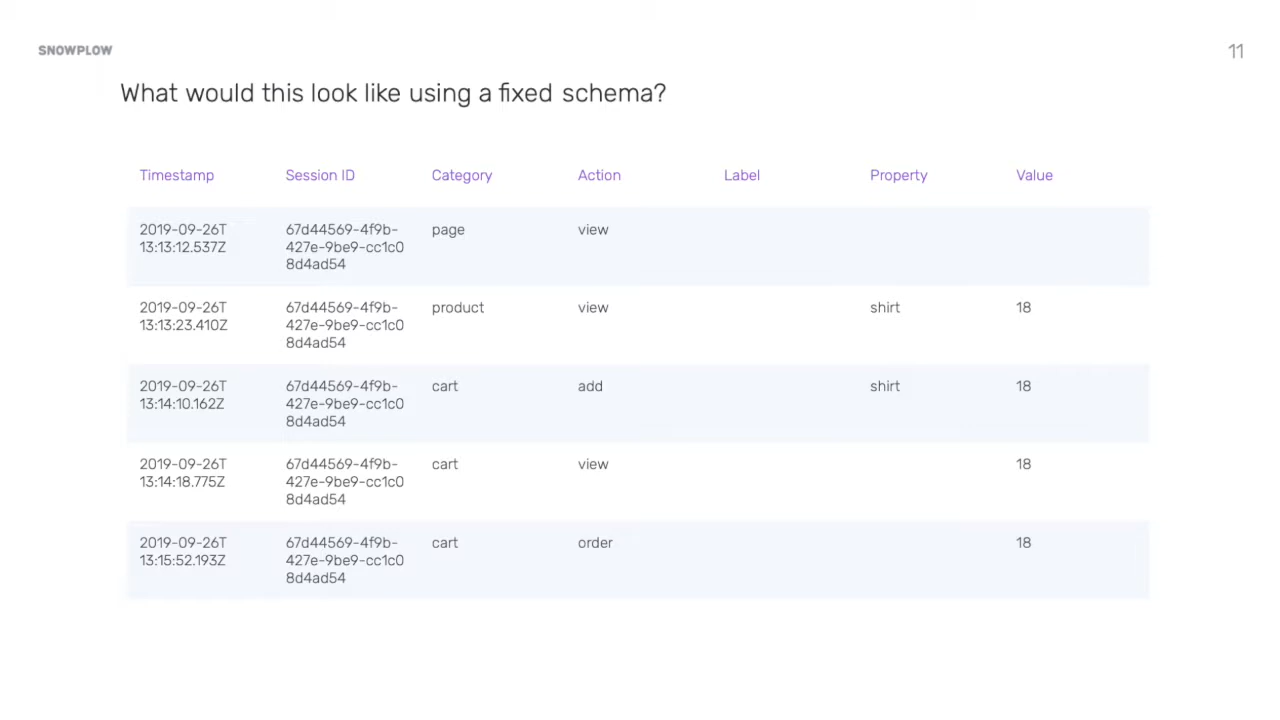 SNOWPLOW
11
What would this look like using a fixed schema?
Timestamp Session ID Category Action Label Property Value
2019-09-26T 67d44569-4f9b- page view
13:13:12.537Z 427e-9be9-cc1c0
8d4ad54
2019-09-26T 67d44569-4f9b- product view shirt 18
13:13:23.410Z 427e-9be9-cc1c0
8d4ad54
2019-09-26T 67d44569-4f9b- cart add shirt 18
13:14:10.162Z 427e-9be9-cc1c0
8d4ad54
2019-09-26T 67d44569-4f9b- cart view 18
13:14:18.775Z 427e-9be9-cc1c0
8d4ad54
2019-09-26T 67d44569-4f9b- cart order 18
13:15:52.193Z 427e-9be9-cc1c0
8d4ad54